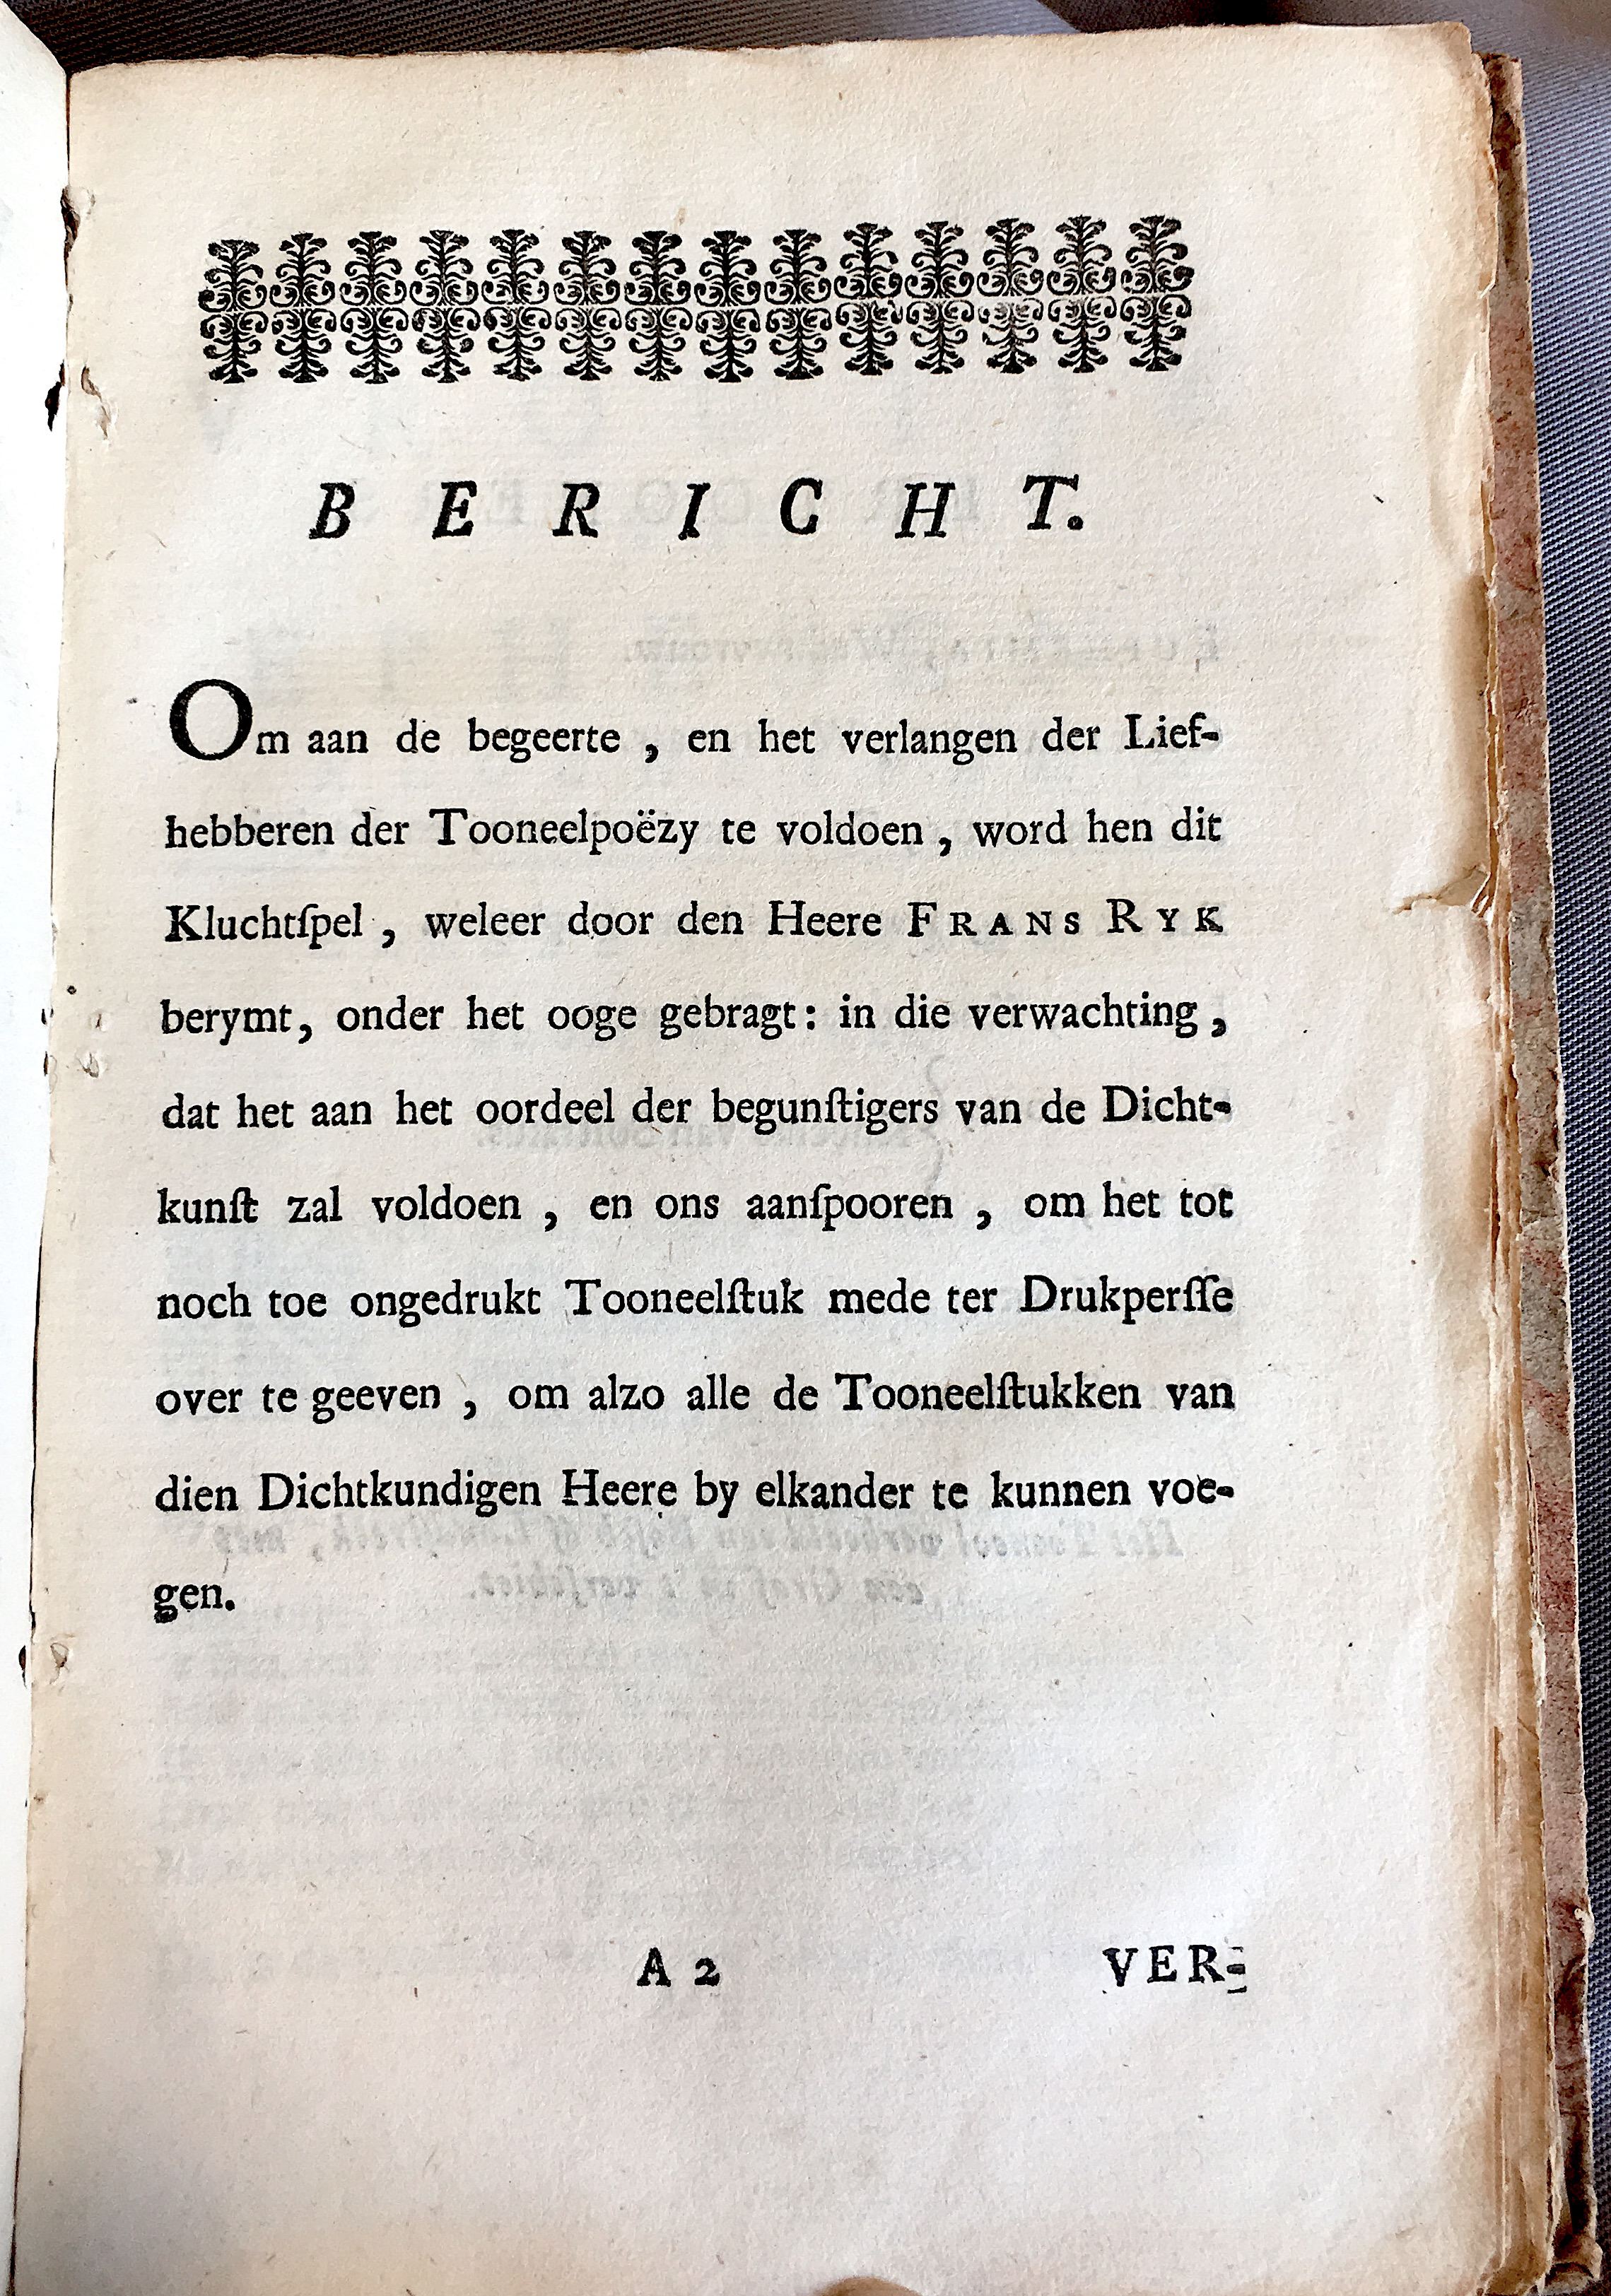 BERICHT.
Om aan de begeerte, en het verlangen der Lief-
hebberen der Tooneelpoëzy te voldoen, word hen dit
Kluchtſpel, weleer door den Heere FRANS RYK
berymt, onder het ooge gebragt: in die verwachting,
dat het aan het oordeel der begunſtigers van de Dicht-
kunſt zal voldoen, en ons aanſpooren, om het tot
noch toe ongedrukt Tooneelſtuk mede ter Drukperſſe
over te geeven, om alzo alle de Tooneelſtukken van
dien Dichtkundigen Heere by elkander te kunnen voe-
gen.
A 2 VER-